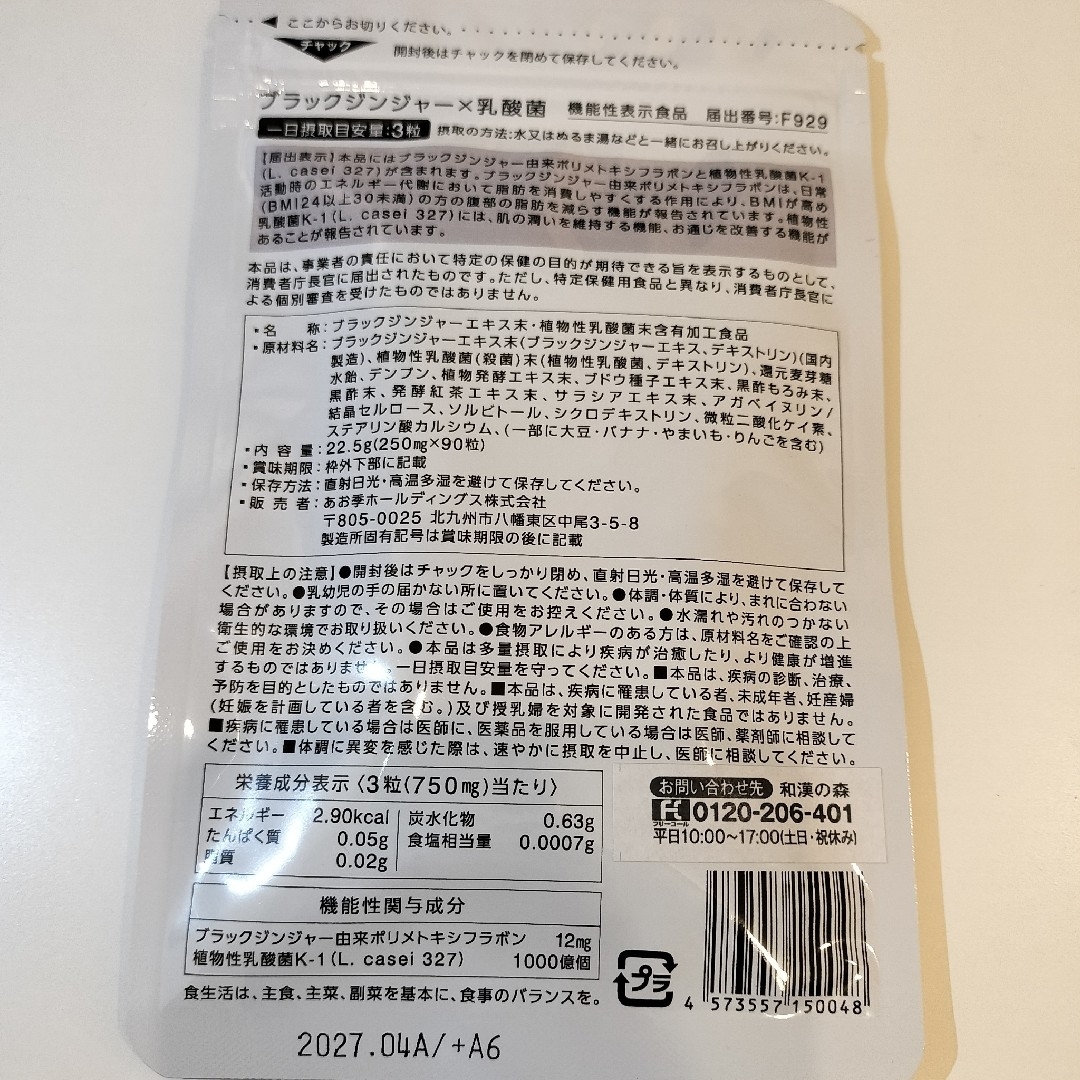 ◀ ここからお切りください。
チャック
開封後はチャックを閉めて保存してください。
ブラックジンジャー×乳酸菌 機能性表示食品 届出番号:F929
一日摂取目安量:3粒 摂取の方法:水又はぬるま湯などと一緒にお召し上がりください。
【届出表示】本品にはブラックジンジャー由来ポリメトキシフラボンと植物性乳酸菌K-1
(L. casei 327)が含まれます。ブラックジンジャー由来ポリメトキシフラボンは、日常
活動時のエネルギー代謝において脂肪を消費しやすくする作用により、BMIが高め
(BMI24以上30未満)の方の腹部の脂肪を減らす機能が報告されています。植物性
乳酸菌K-1(L. casei 327)には、肌の潤いを維持する機能、お通じを改善する機能が
あることが報告されています。
本品は、事業者の責任において特定の保健の目的が期待できる旨を表示するものとして、
消費者庁長官に届出されたものです。ただし、特定保健用食品と異なり、消費者庁長官に
よる個別審査を受けたものではありません。
▪名 称:ブラックジンジャーエキス末・植物性乳酸菌末含有加工食品
▪原材料名:ブラックジンジャーエキス末(ブラックジンジャーエキス、デキストリン)(国内
製造)、植物性乳酸菌(殺菌)末(植物性乳酸菌、デキストリン)、還元麦芽糖
水飴、デンプン、植物発酵エキス末、ブドウ種子エキス末、黒酢もろみ末、
黒酢末、発酵紅茶エキス末、サラシアエキス末、アガベイヌリン/
結晶セルロース、ソルビトール、シクロデキストリン、微粒二酸化ケイ素、
ステアリン酸カルシウム、(一部に大豆・バナナ・やまいも・りんごを含む)
▪内容量:22.5g(250mg×90粒)
▪賞味期限:枠外下部に記載
▪保存方法:直射日光・高温多湿を避けて保存してください。
▪販売者:あお季ホールディングス株式会社
〒805-0025 北九州市八幡東区中尾3-5-8
製造所固有記号は賞味期限の後に記載
【摂取上の注意】●開封後はチャックをしっかり閉め、直射日光・高温多湿を避けて保存して
ください。●乳幼児の手の届かない所に置いてください。●体調・体質により、まれに合わない
場合がありますので、その場合はご使用をお控えください。●水濡れや汚れのつかない
衛生的な環境でお取り扱いください。●食物アレルギーのある方は、原材料名をご確認の上
ご使用をお決めください。●本品は多量摂取により疾病が治癒したり、より健康が増進
するものではありません。一日摂取目安量を守ってください。■本品は、疾病の診断、治療、
予防を目的としたものではありません。■本品は、疾病に罹患している者、未成年者、妊産婦
(妊娠を計画している者を含む。)及び授乳婦を対象に開発された食品ではありません。
■疾病に罹患している場合は医師に、医薬品を服用している場合は医師、薬剤師に相談して
ください。■体調に異変を感じた際は、速やかに摂取を中止し、医師に相談してください。
栄養成分表示〈3粒(750mg)当たり〉
エネルギー 2.90kcal 炭水化物 0.63g
たんぱく質 0.05g 食塩相当量 0.0007g
脂質 0.02g
お問い合わせ先 和漢の森
フリーコール 0120-206-401
平日10:00〜17:00(土日・祝休み)
機能性関与成分
ブラックジンジャー由来ポリメトキシフラボン 12mg
植物性乳酸菌K-1(L. casei 327) 1000億個
食生活は、主食、主菜、副菜を基本に、食事のバランスを。
プラ
4 573557 150048
2027.04A/+A6